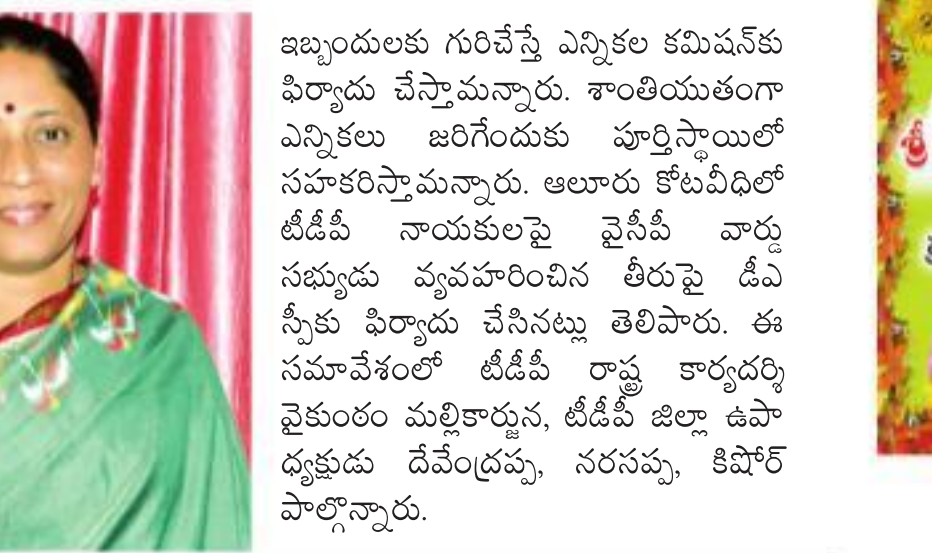 ఇబ్బందులకు గురిచేస్తే ఎన్నికల కమిషన్‌కు
ఫిర్యాదు చేస్తామన్నారు. శాంతియుతంగా
ఎన్నికలు జరిగేందుకు పూర్తిస్థాయిలో
సహకరిస్తామన్నారు. ఆలూరు కోటవీధిలో
టీడీపీ నాయకులపై వైసీపీ వార్డు
సభ్యుడు వ్యవహరించిన తీరుపై డీఎ
స్పీకు ఫిర్యాదు చేసినట్లు తెలిపారు. ఈ
సమావేశంలో టీడీపీ రాష్ట్ర కార్యదర్శి
వైకుంఠం మల్లికార్జున, టీడీపీ జిల్లా ఉపా
ధ్యక్షుడు దేవేంద్రప్ప, నరసప్ప, కిషోర్
పాల్గొన్నారు.
శ్రీ